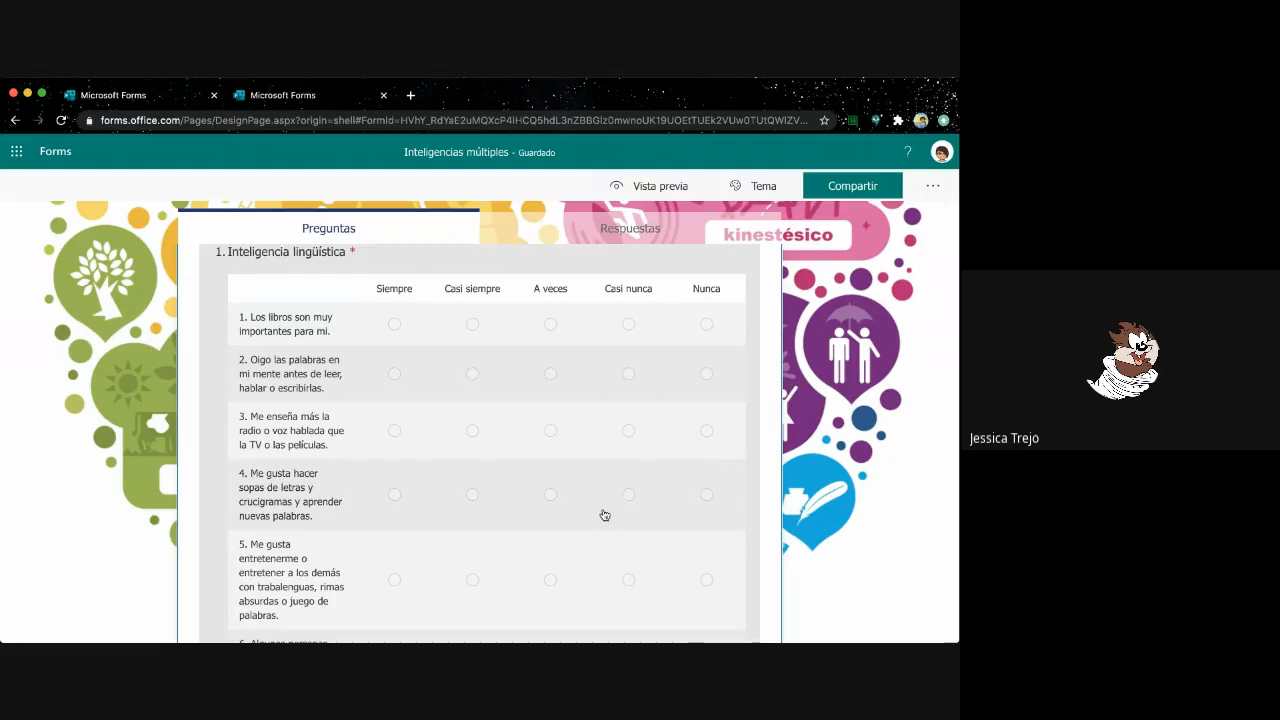 Microsoft Forms
Microsoft Forms
forms.office.com/Pages/DesignPage.aspx?origin=shell#FormId=
Forms
Inteligencias múltiples - Guardado
?
Vista previa
Tema
Compartir
Preguntas
Respuestas
kinestésico
1. Inteligencia lingüística *
Siempre Casi siempre A veces Casi nunca Nunca
1. Los libros son muy
importantes para mi.
2. Oigo las palabras en
mi mente antes de leer,
hablar o escribirlas.
3. Me enseña más la
radio o voz hablada que
la TV o las películas.
4. Me gusta hacer
sopas de letras y
crucigramas y aprender
nuevas palabras.
5. Me gusta
entretenerme o
entretener a los demás
con trabalenguas, rimas
absurdas o juego de
palabras.
Jessica Trejo